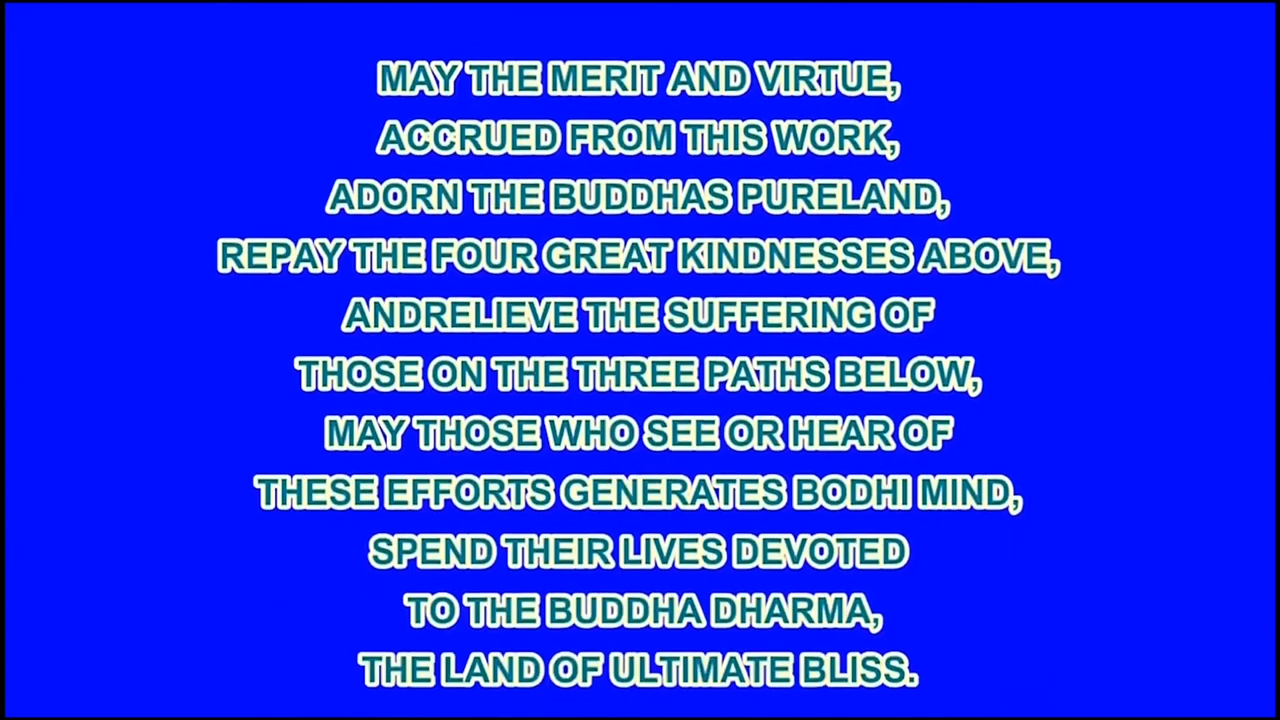 MAY THE MERIT AND VIRTUE,
ACCRUED FROM THIS WORK,
ADORN THE BUDDHAS PURELAND,
REPAY THE FOUR GREAT KINDNESSES ABOVE,
ANDRELIEVE THE SUFFERING OF
THOSE ON THE THREE PATHS BELOW,
MAY THOSE WHO SEE OR HEAR OF
THESE EFFORTS GENERATES BODHI MIND,
SPEND THEIR LIVES DEVOTED
TO THE BUDDHA DHARMA,
THE LAND OF ULTIMATE BLISS.